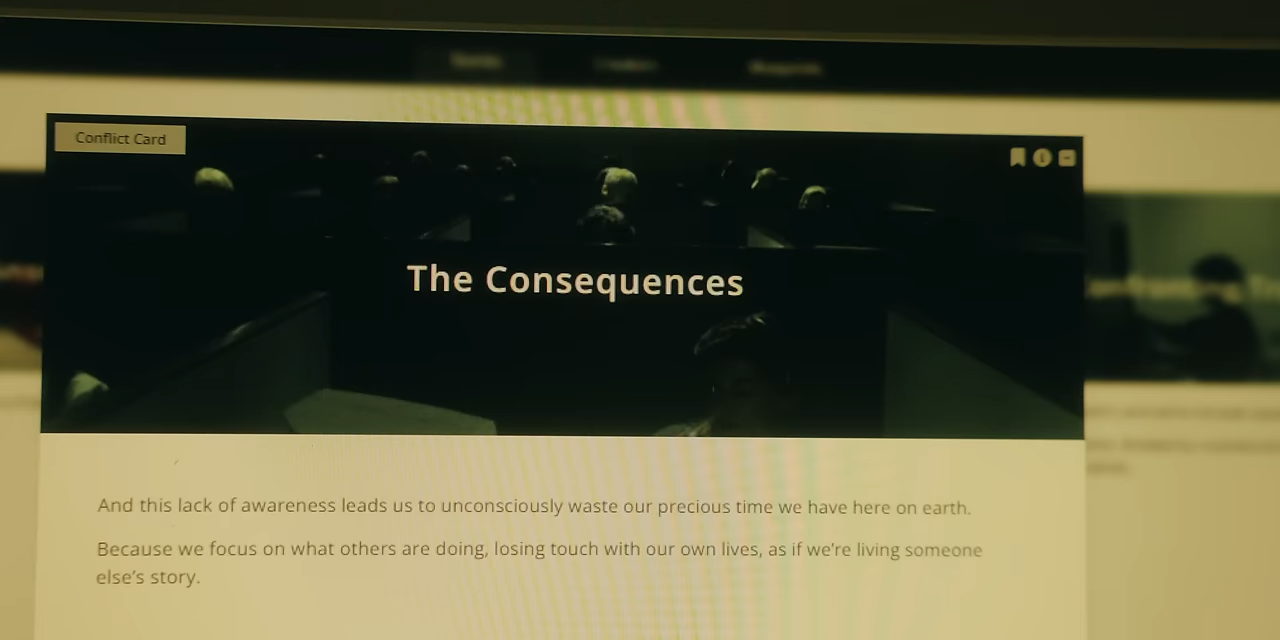 Conflict Card
The Consequences
And this lack of awareness leads us to unconsciously waste our precious time we have here on earth.
Because we focus on what others are doing, losing touch with our own lives, as if we're living someone
else's story.